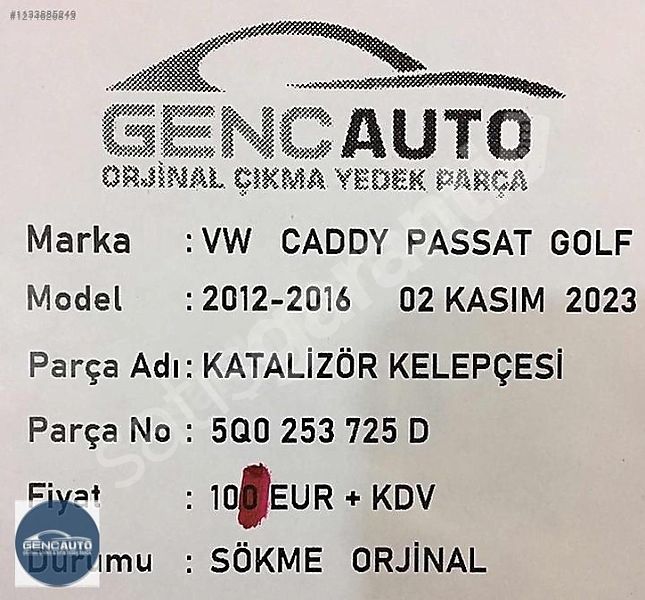 GENCAUTO
ORJİNAL ÇIKMA YEDEK PARÇA
Marka : VW CADDY PASSAT GOLF
Model : 2012-2016 02 KASIM 2023
Parça Adı : KATALİZÖR KELEPÇESİ
Parça No : 5Q0 253 725 D
Fiyat : 100 EUR + KDV
Durumu : SÖKME ORJİNAL
GENÇAUTO